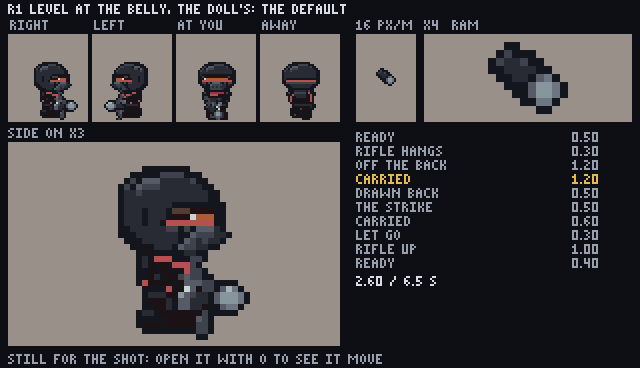 R1 LEVEL AT THE BELLY, THE DOLL'S: THE DEFAULT
RIGHT LEFT AT YOU AWAY 16 PX/M X4 RAM
SIDE ON X3
READY 0.50
RIFLE HANGS 0.30
OFF THE BACK 1.20
CARRIED 1.20
DRAWN BACK 0.50
THE STRIKE 0.50
CARRIED 0.60
LET GO 0.30
RIFLE UP 1.00
READY 0.40
2.60 / 6.5 S
STILL FOR THE SHOT: OPEN IT WITH O TO SEE IT MOVE